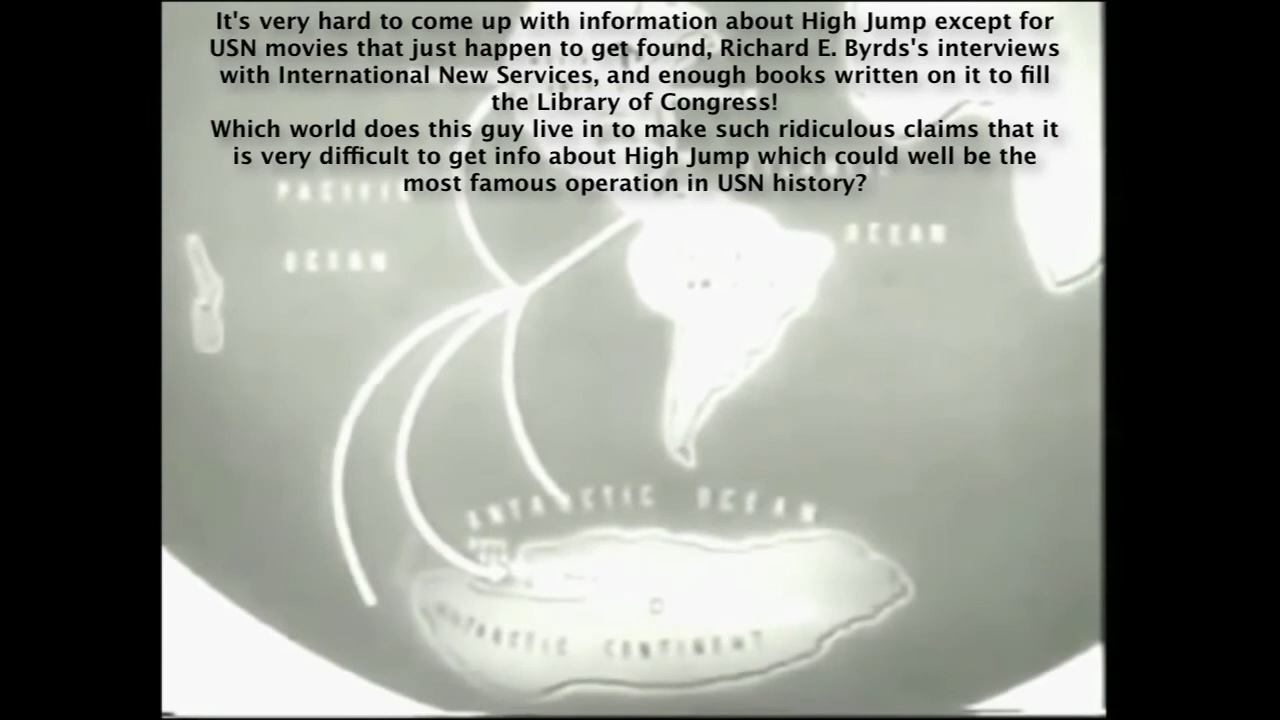 It's very hard to come up with information about High Jump except for
USN movies that just happen to get found, Richard E. Byrds's interviews
with International New Services, and enough books written on it to fill
the Library of Congress!
Which world does this guy live in to make such ridiculous claims that it
is very difficult to get info about High Jump which could well be the
most famous operation in USN history?
PACIFIC
OCEAN
OCEAN
ANTARCTIC OCEAN
ANTARCTIC CONTINENT